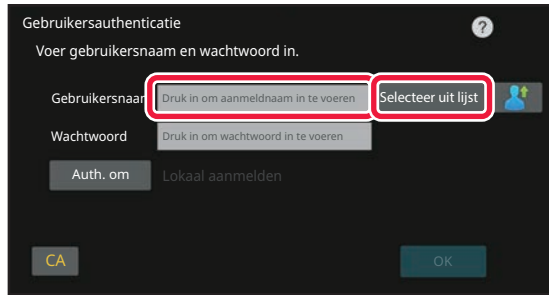 Gebruikersauthenticatie
?
Voer gebruikersnaam en wachtwoord in.
Gebruikersnaar Druk in om aanmeldnaam in te voeren Selecteer uit lijst
Wachtwoord Druk in om wachtwoord in te voeren
Auth. om Lokaal aanmelden
CA OK